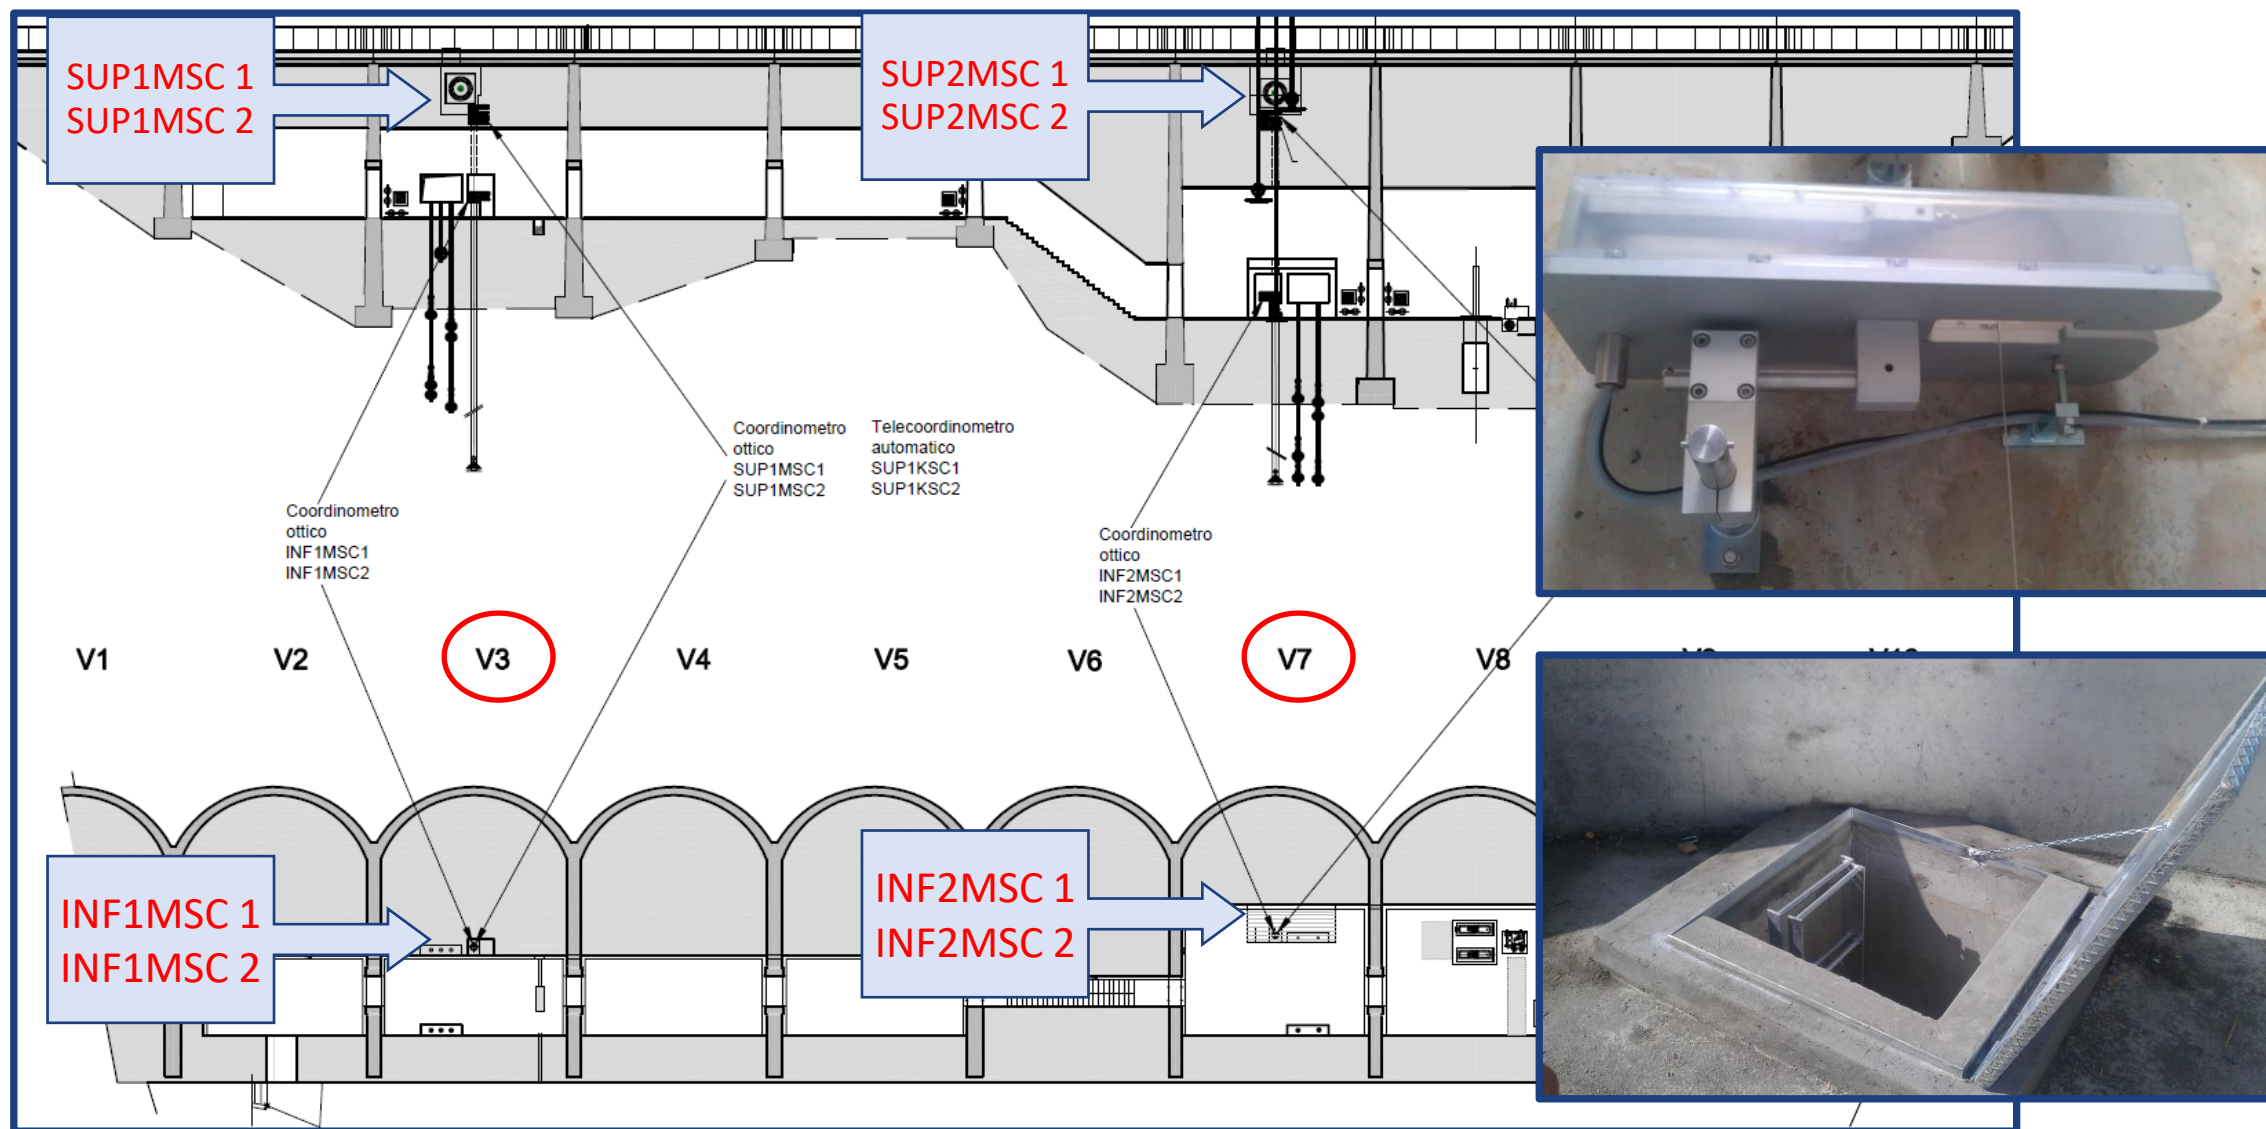 SUP1MSC 1
SUP1MSC 2
SUP2MSC 1
SUP2MSC 2
Coordinometro
ottico
SUP1MSC1
SUP1MSC2
Telecoordinometro
automatico
SUP1KSC1
SUP1KSC2
Coordinometro
ottico
INF1MSC1
INF1MSC2
Coordinometro
ottico
INF2MSC1
INF2MSC2
V1
V2
V3
V4
V5
V6
V7
V8
INF1MSC 1
INF1MSC 2
INF2MSC 1
INF2MSC 2